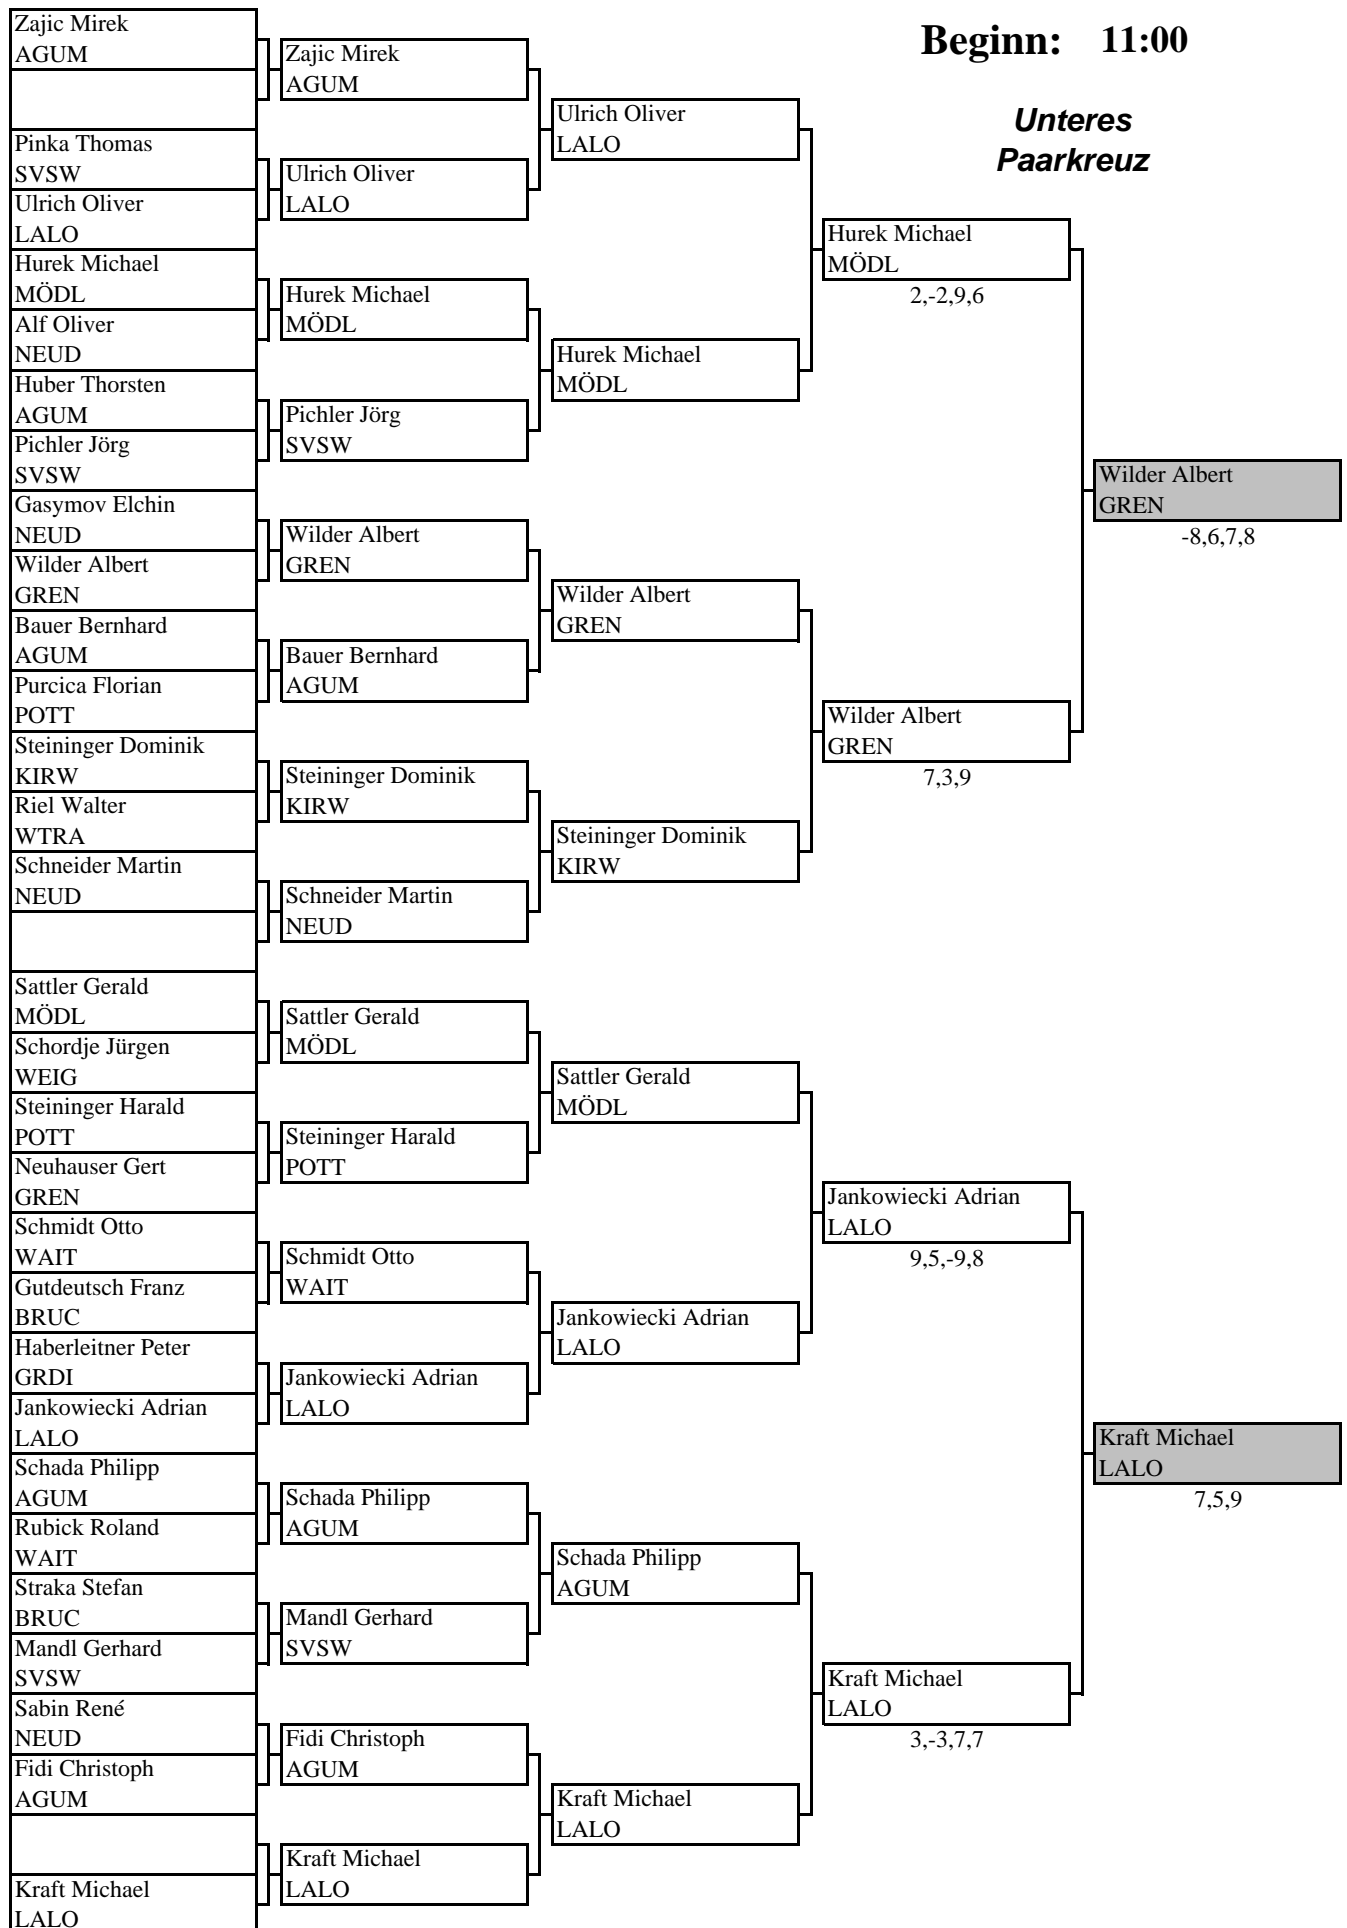 Beginn: 11:00
Unteres
Paarkreuz
Zajic Mirek
AGUM
Pinka Thomas
SVSW
Ulrich Oliver
LALO
Hurek Michael
MÖDL
Alf Oliver
NEUD
Huber Thorsten
AGUM
Pichler Jörg
SVSW
Gasymov Elchin
NEUD
Wilder Albert
GREN
Bauer Bernhard
AGUM
Purcica Florian
POTT
Steininger Dominik
KIRW
Riel Walter
WTRA
Schneider Martin
NEUD
Sattler Gerald
MÖDL
Schordje Jürgen
WEIG
Steininger Harald
POTT
Neuhauser Gert
GREN
Schmidt Otto
WAIT
Gutdeutsch Franz
BRUC
Haberleitner Peter
GRDI
Jankowiecki Adrian
LALO
Schada Philipp
AGUM
Rubick Roland
WAIT
Straka Stefan
BRUC
Mandl Gerhard
SVSW
Sabin René
NEUD
Fidi Christoph
AGUM
Kraft Michael
LALO
Zajic Mirek
AGUM
Ulrich Oliver
LALO
Hurek Michael
MÖDL
Pichler Jörg
SVSW
Wilder Albert
GREN
Bauer Bernhard
AGUM
Steininger Dominik
KIRW
Schneider Martin
NEUD
Sattler Gerald
MÖDL
Steininger Harald
POTT
Schmidt Otto
WAIT
Jankowiecki Adrian
LALO
Schada Philipp
AGUM
Mandl Gerhard
SVSW
Fidi Christoph
AGUM
Kraft Michael
LALO
Ulrich Oliver
LALO
Hurek Michael
MÖDL
Wilder Albert
GREN
Steininger Dominik
KIRW
Sattler Gerald
MÖDL
Jankowiecki Adrian
LALO
Schada Philipp
AGUM
Kraft Michael
LALO
Hurek Michael
MÖDL
2,-2,9,6
Wilder Albert
GREN
7,3,9
Jankowiecki Adrian
LALO
9,5,-9,8
Kraft Michael
LALO
3,-3,7,7
Wilder Albert
GREN
-8,6,7,8
Kraft Michael
LALO
7,5,9